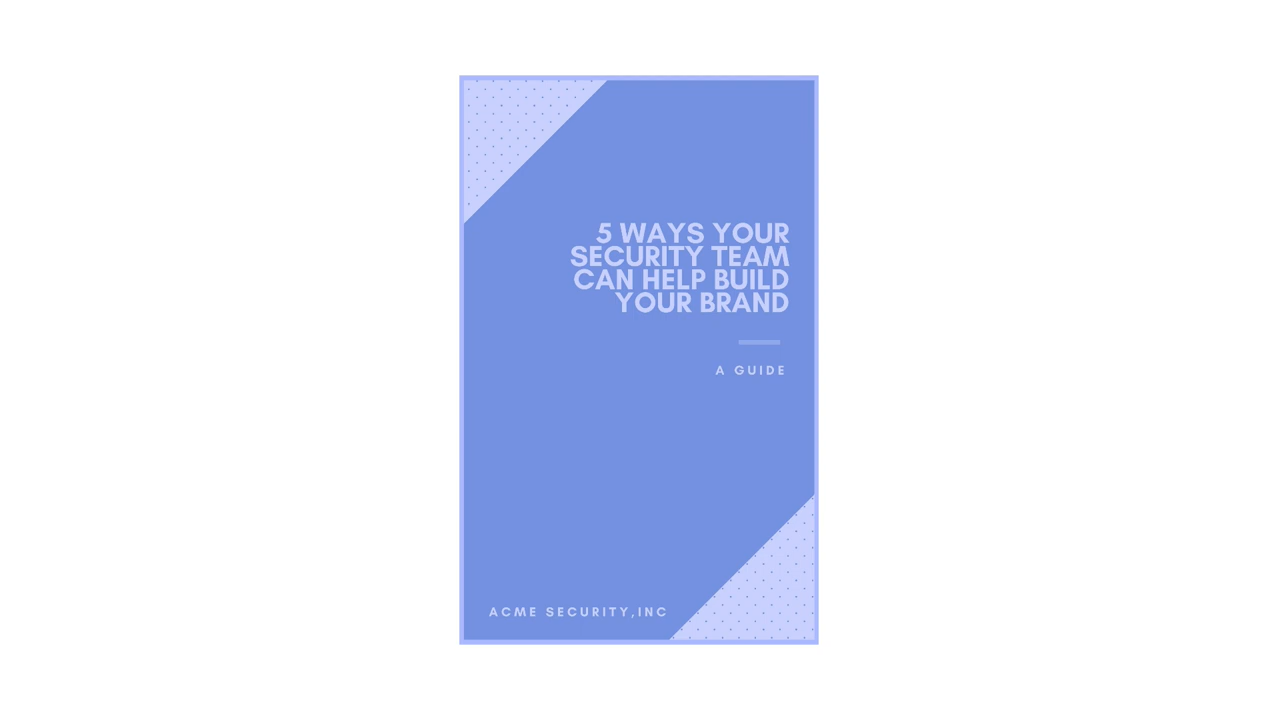 5 WAYS YOUR
SECURITY TEAM
CAN HELP BUILD
YOUR BRAND
A GUIDE
ACME SECURITY,INC